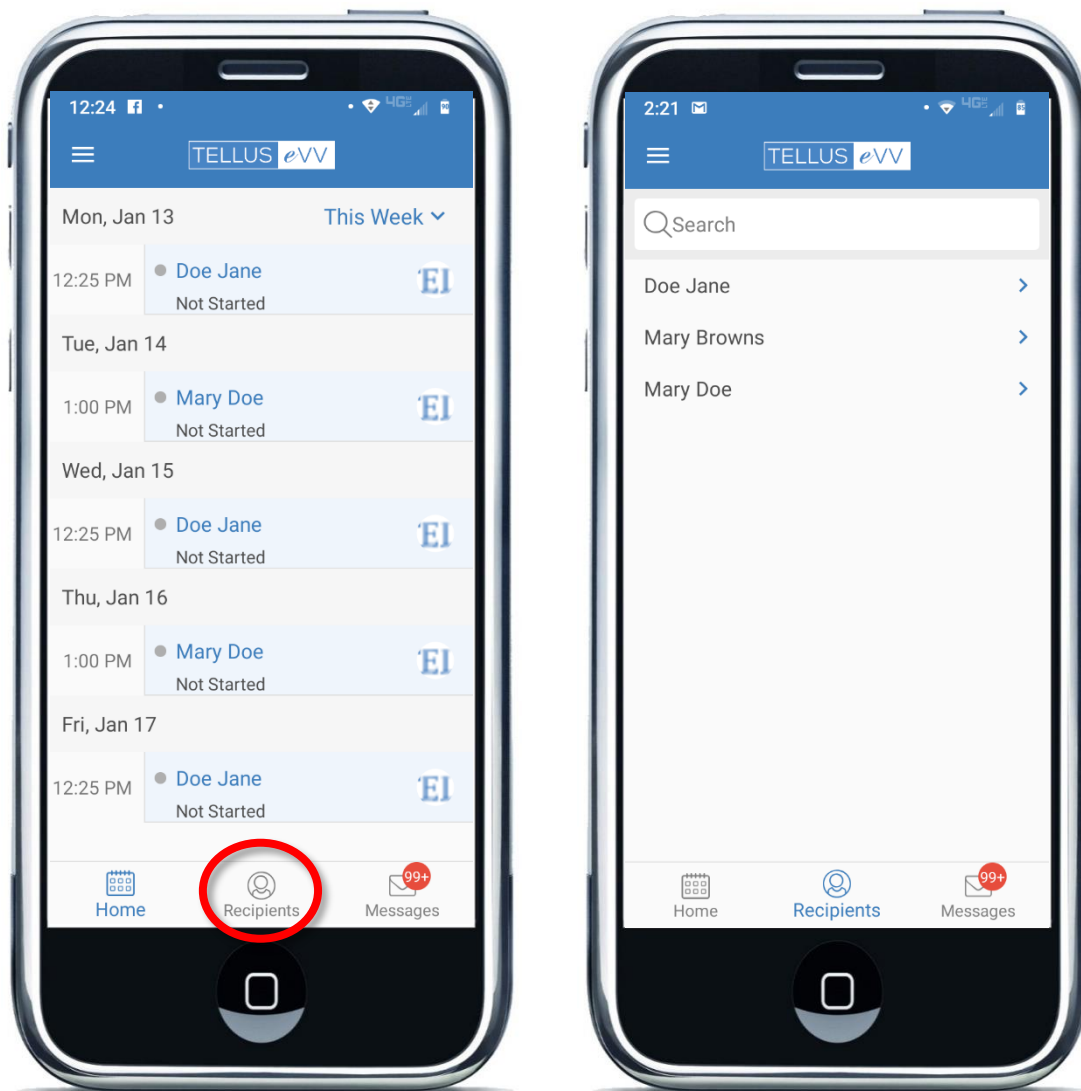 12:24
4GE
TELLUS eVV
Mon, Jan 13 This Week
12:25 PM Doe Jane EI
Not Started
Tue, Jan 14
1:00 PM Mary Doe EI
Not Started
Wed, Jan 15
12:25 PM Doe Jane EI
Not Started
Thu, Jan 16
1:00 PM Mary Doe EI
Not Started
Fri, Jan 17
12:25 PM Doe Jane EI
Not Started
99+
Home Recipients Messages
2:21
4GE
TELLUS eVV
Search
Doe Jane
Mary Browns
Mary Doe
99+
Home Recipients Messages